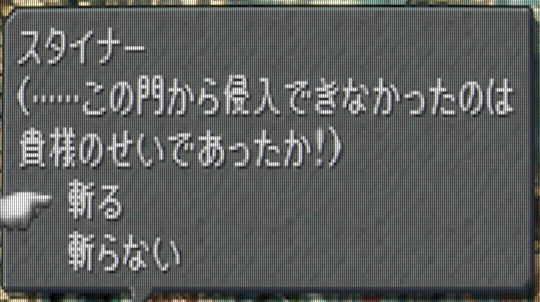 スタイナー
(……この門から侵入できなかったのは
貴様のせいであったか!)
斬る
斬らない